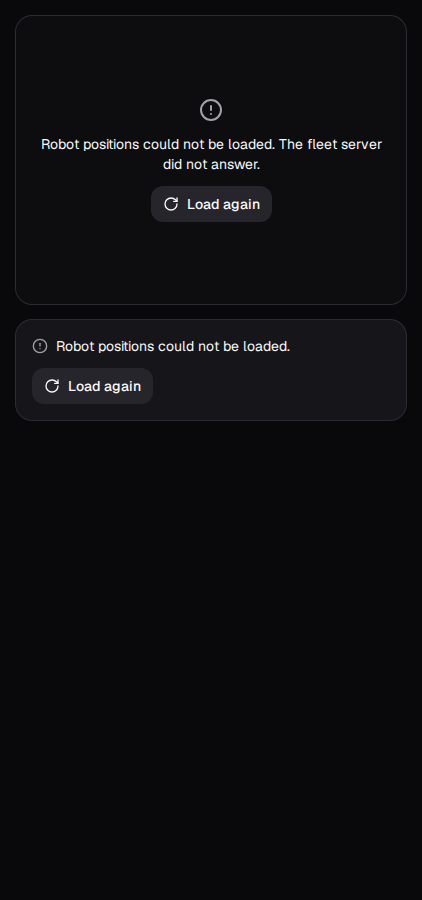 Robot positions could not be loaded. The fleet server
did not answer.
Load again
Robot positions could not be loaded.
Load again